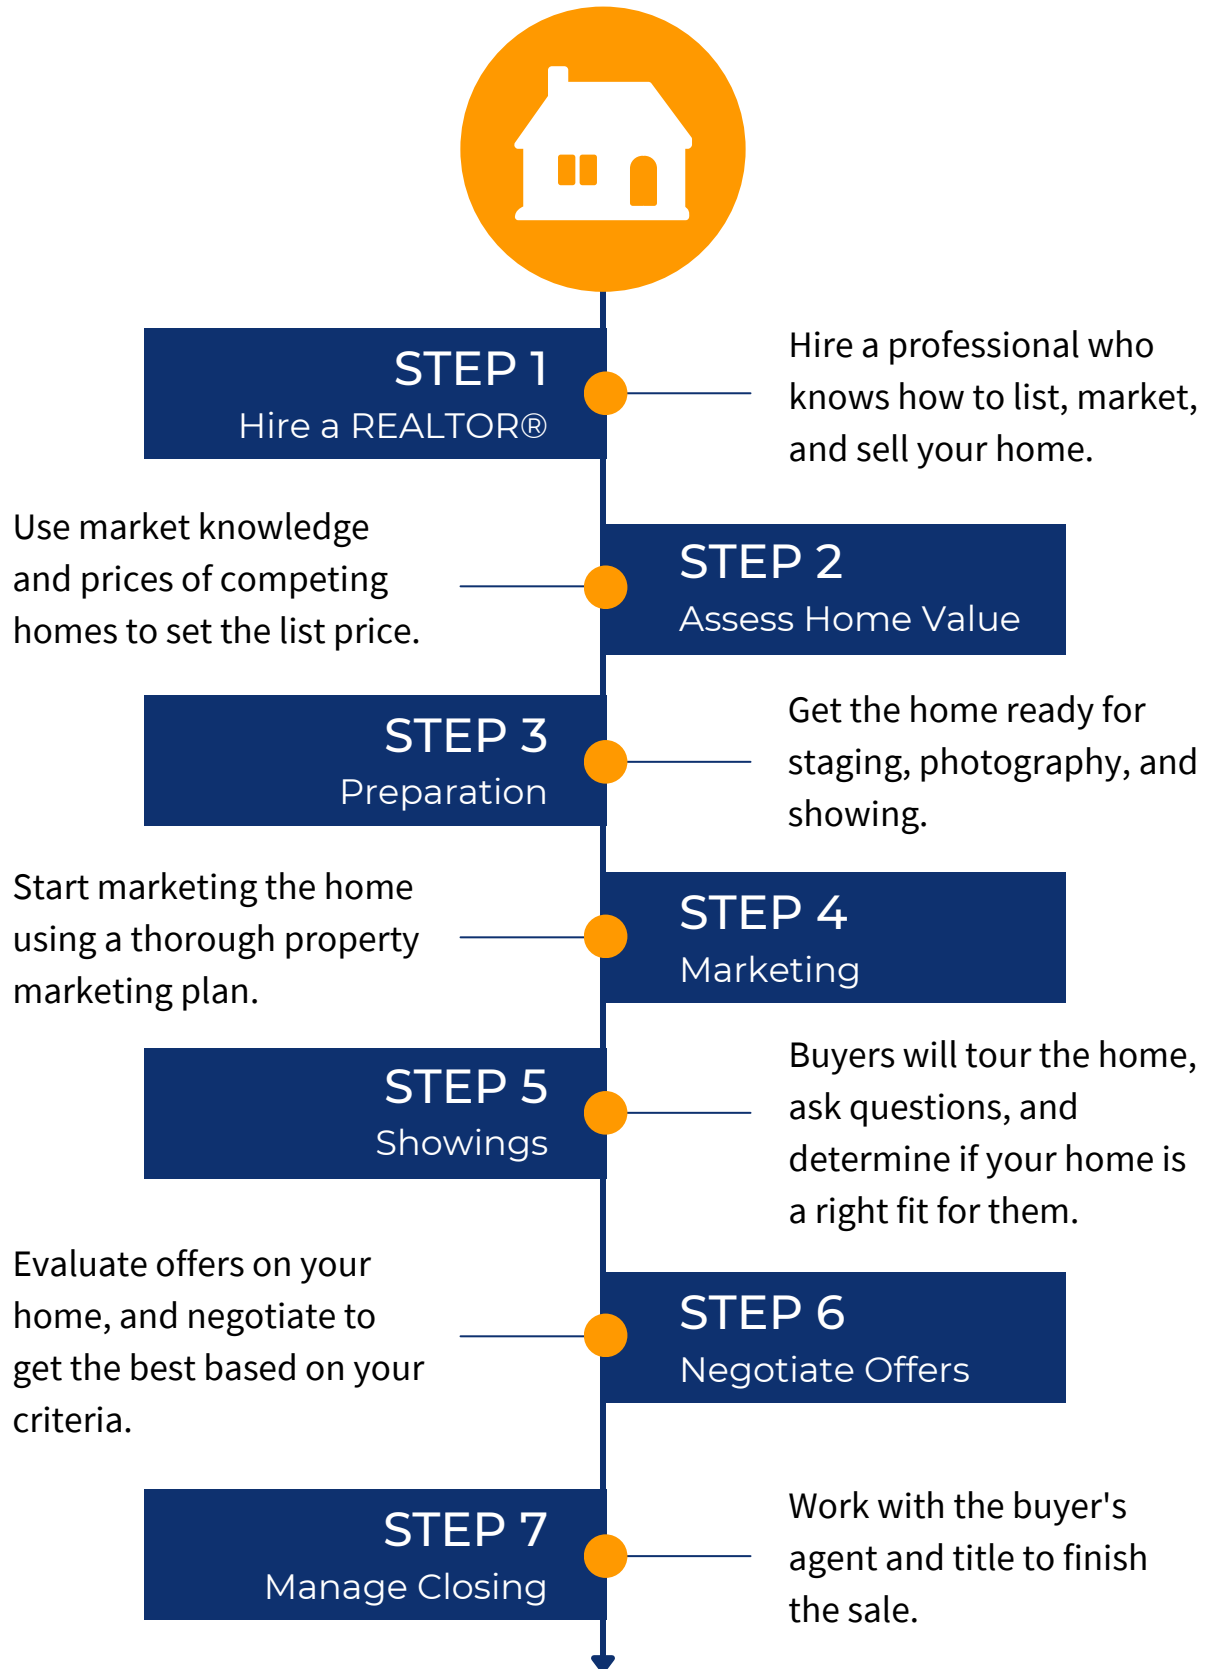 STEP 1
Hire a REALTOR®
Hire a professional who
knows how to list, market,
and sell your home.
STEP 2
Assess Home Value
Use market knowledge
and prices of competing
homes to set the list price.
STEP 3
Preparation
Get the home ready for
staging, photography, and
showing.
STEP 4
Marketing
Start marketing the home
using a thorough property
marketing plan.
STEP 5
Showings
Buyers will tour the home,
ask questions, and
determine if your home is
a right fit for them.
STEP 6
Negotiate Offers
Evaluate offers on your
home, and negotiate to
get the best based on your
criteria.
STEP 7
Manage Closing
Work with the buyer's
agent and title to finish
the sale.